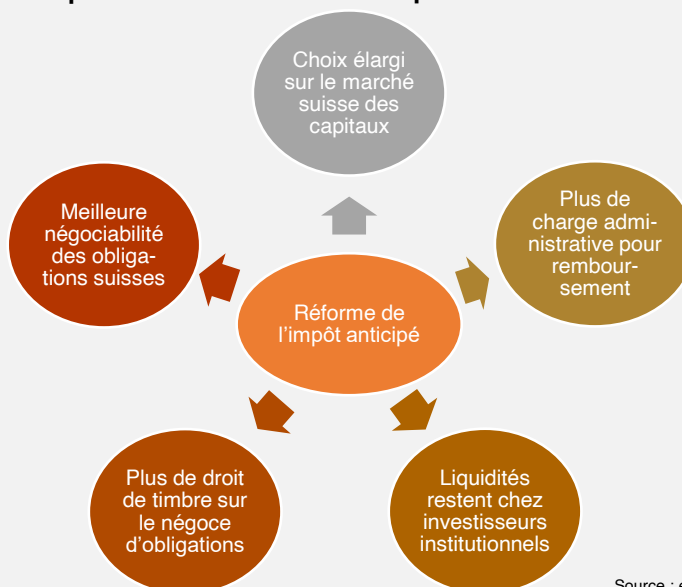 Choix élargi
sur le marché
suisse des
capitaux
Meilleure
négociabilité
des obliga-
tions suisses
Plus de
charge admi-
nistrative pour
rembour-
sement
Réforme de
l’impôt anticipé
Plus de droit
de timbre sur
le négoce
d’obligations
Liquidités
restent chez
investisseurs
institutionnels
Source : e